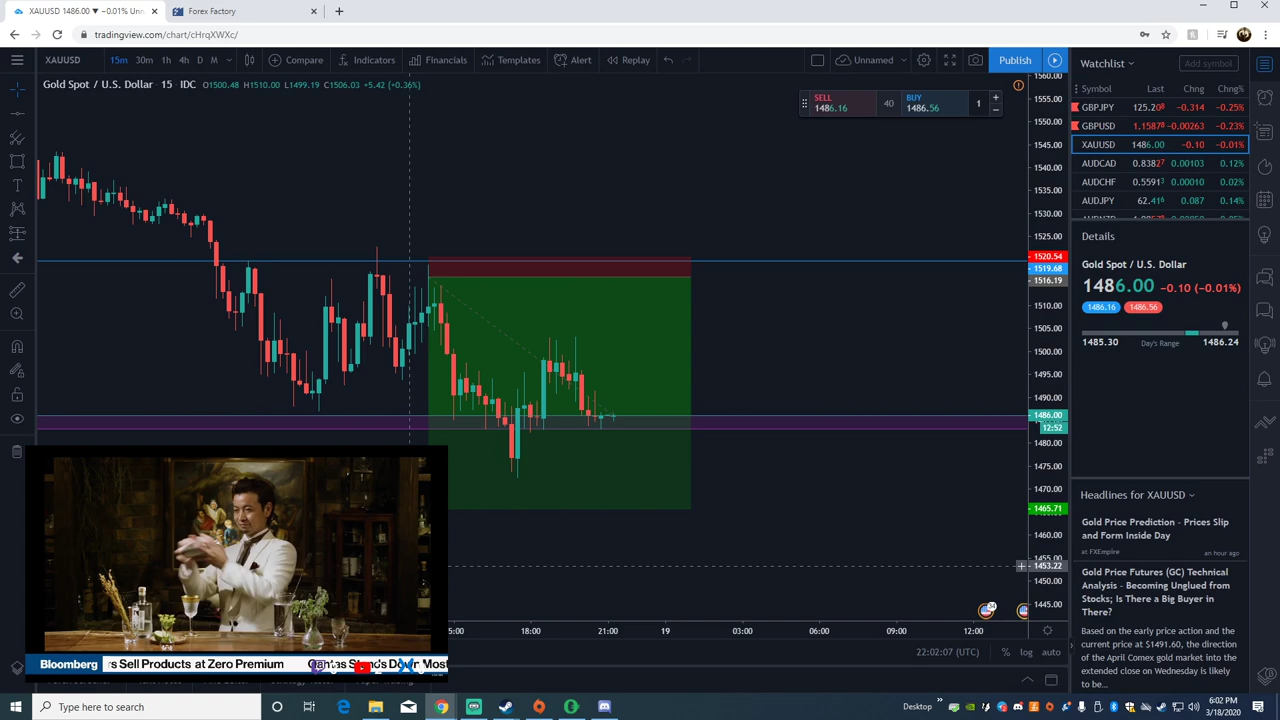 XAUUSD 1486.00 ▼ −0.01% Unn
Forex Factory
tradingview.com/chart/cHrqXWXc/
XAUUSD 15m 30m 1h 4h D M Compare Indicators Financials Templates Alert Replay Unnamed Publish
Gold Spot / U.S. Dollar · 15 · IDC O1500.48 H1510.00 L1499.19 C1506.03 +5.42 (+0.36%)
SELL
1486.16
40
BUY
1486.56
1
1560.00
1555.00
1550.00
1545.00
1540.00
1535.00
1530.00
1525.00
1520.54
1519.68
1516.19
1510.00
1505.00
1500.00
1495.00
1490.00
1486.00
12:52
1480.00
1475.00
1470.00
1465.71
1460.00
1455.00
1453.22
1450.00
1445.00
18:00 21:00 19 03:00 06:00 09:00 12:00
22:02:07 (UTC) % log auto
Watchlist
Add symbol
Symbol Last Chng Chng%
GBPJPY 125.208 −0.314 −0.25%
GBPUSD 1.15878 −0.00263 −0.23%
XAUUSD 1486.00 −0.10 −0.01%
AUDCAD 0.83827 0.00103 0.12%
AUDCHF 0.55913 0.00010 0.02%
AUDJPY 62.416 0.087 0.14%
Details
Gold Spot / U.S. Dollar
1486.00 −0.10 (−0.01%)
1486.16 1486.56
1485.30 Day's Range 1486.24
Headlines for XAUUSD
Gold Price Prediction - Prices Slip
and Form Inside Day
at FXEmpire an hour ago
Gold Price Futures (GC) Technical
Analysis - Becoming Unglued from
Stocks; Is There a Big Buyer in
There?
Based on the early price action and the
current price at $1491.60, the direction
of the April Comex gold market into the
extended close on Wednesday is likely
to be...
Bloomberg
s Sell Products at Zero Premium
Type here to search
Desktop
6:02 PM
3/18/2020